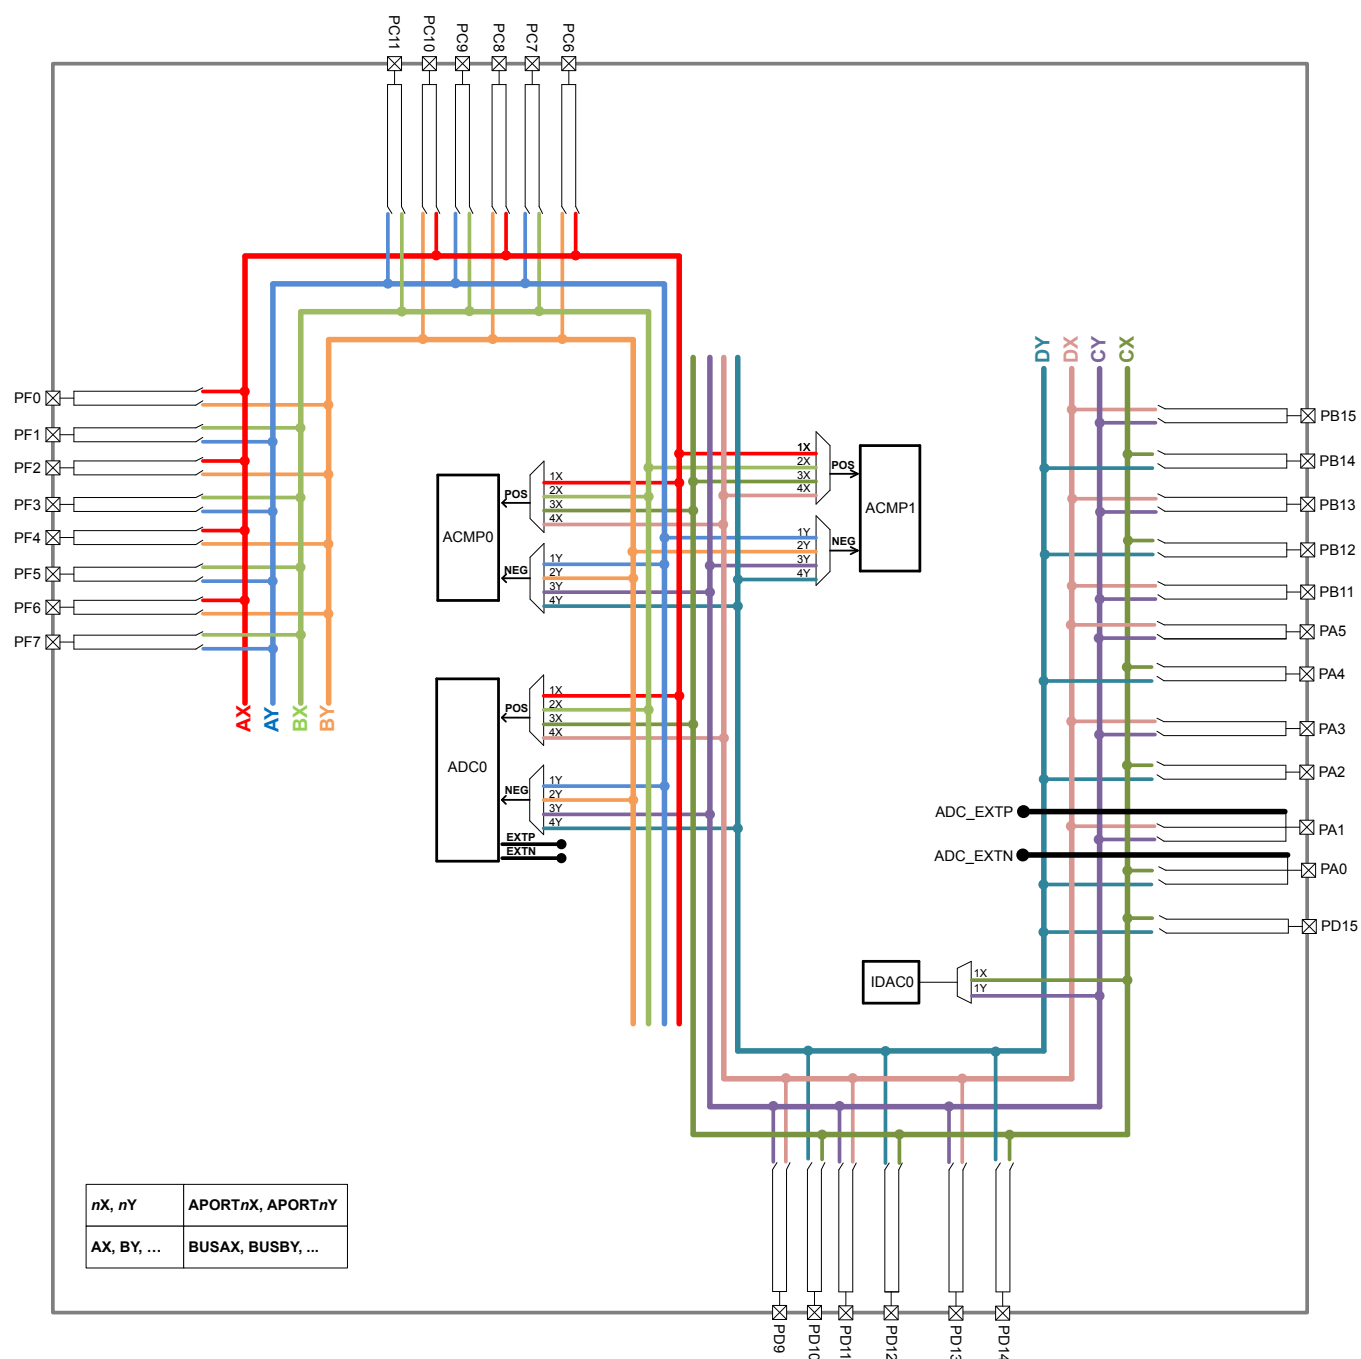 PC11 PC10 PC9 PC8 PC7 PC6
DY DX CY CX
PF0
PF1
PF2
PF3
PF4
PF5
PF6
PF7
AX AY BX BY
ACMP0
POS
1X
2X
3X
4X
NEG
1Y
2Y
3Y
4Y
ACMP1
1X
2X
3X
4X
POS
1Y
2Y
3Y
4Y
NEG
ADC0
POS
1X
2X
3X
4X
NEG
1Y
2Y
3Y
4Y
EXTP
EXTN
PB15
PB14
PB13
PB12
PB11
PA5
PA4
PA3
PA2
ADC_EXTP
PA1
ADC_EXTN
PA0
PD15
IDAC0
1X
1Y
nX, nY APORTnX, APORTnY
AX, BY, ... BUSAX, BUSBY, ...
PD9 PD10 PD11 PD12 PD13 PD14